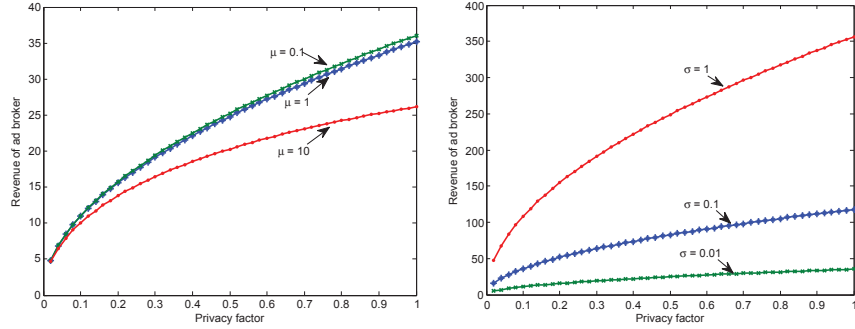 40
35
30
25
20
15
10
5
0
Revenue of ad broker
μ = 0.1
μ = 1
μ = 10
0 0.1 0.2 0.3 0.4 0.5 0.6 0.7 0.8 0.9 1
Privacy factor
400
350
300
250
200
150
100
50
0
Revenue of ad broker
σ = 1
σ = 0.1
σ = 0.01
0 0.1 0.2 0.3 0.4 0.5 0.6 0.7 0.8 0.9 1
Privacy factor